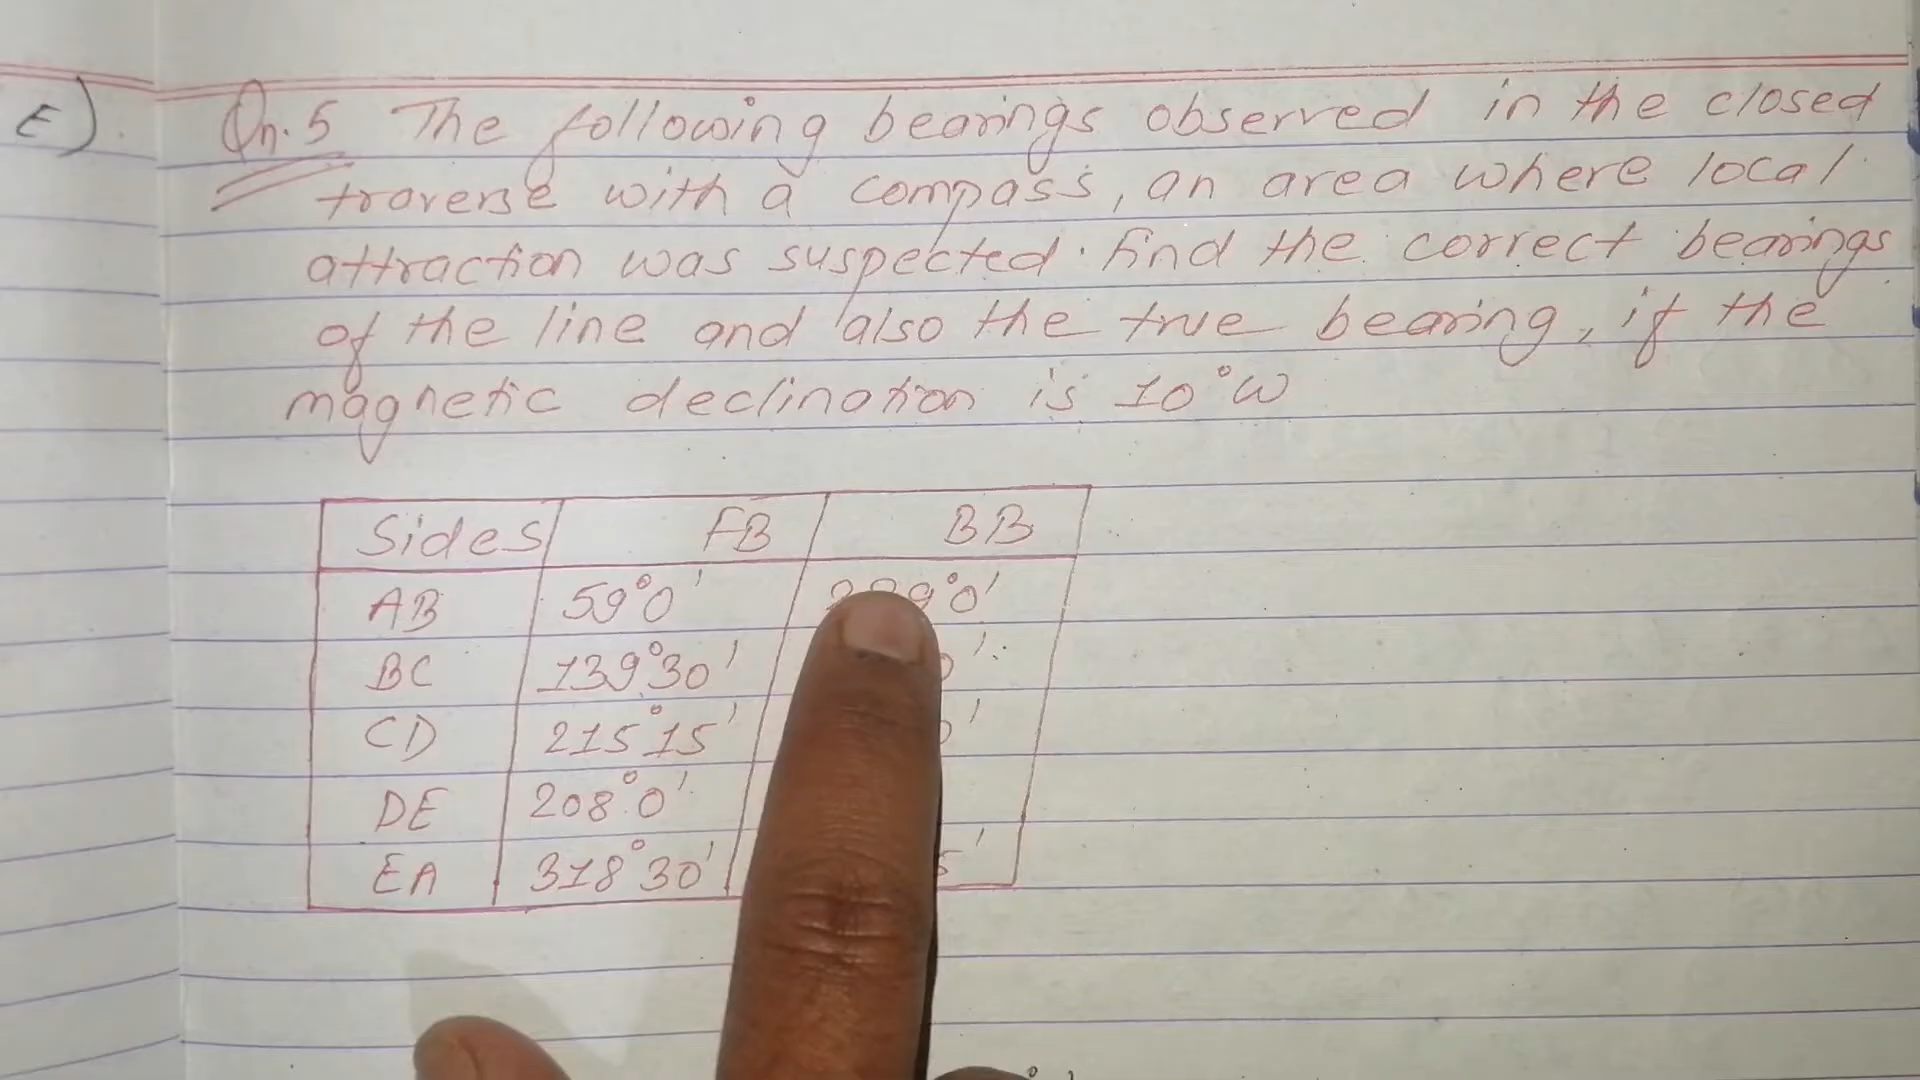 E)
Qn.5 The following bearings observed in the closed
traverse with a compass, an area where local
attraction was suspected. find the correct bearings
of the line and also the true bearing, if the
magnetic declination is 10°W
Sides FB BB
AB 59°0'
BC 139°30'
CD 215°15'
DE 208°0'
EA 318°30'